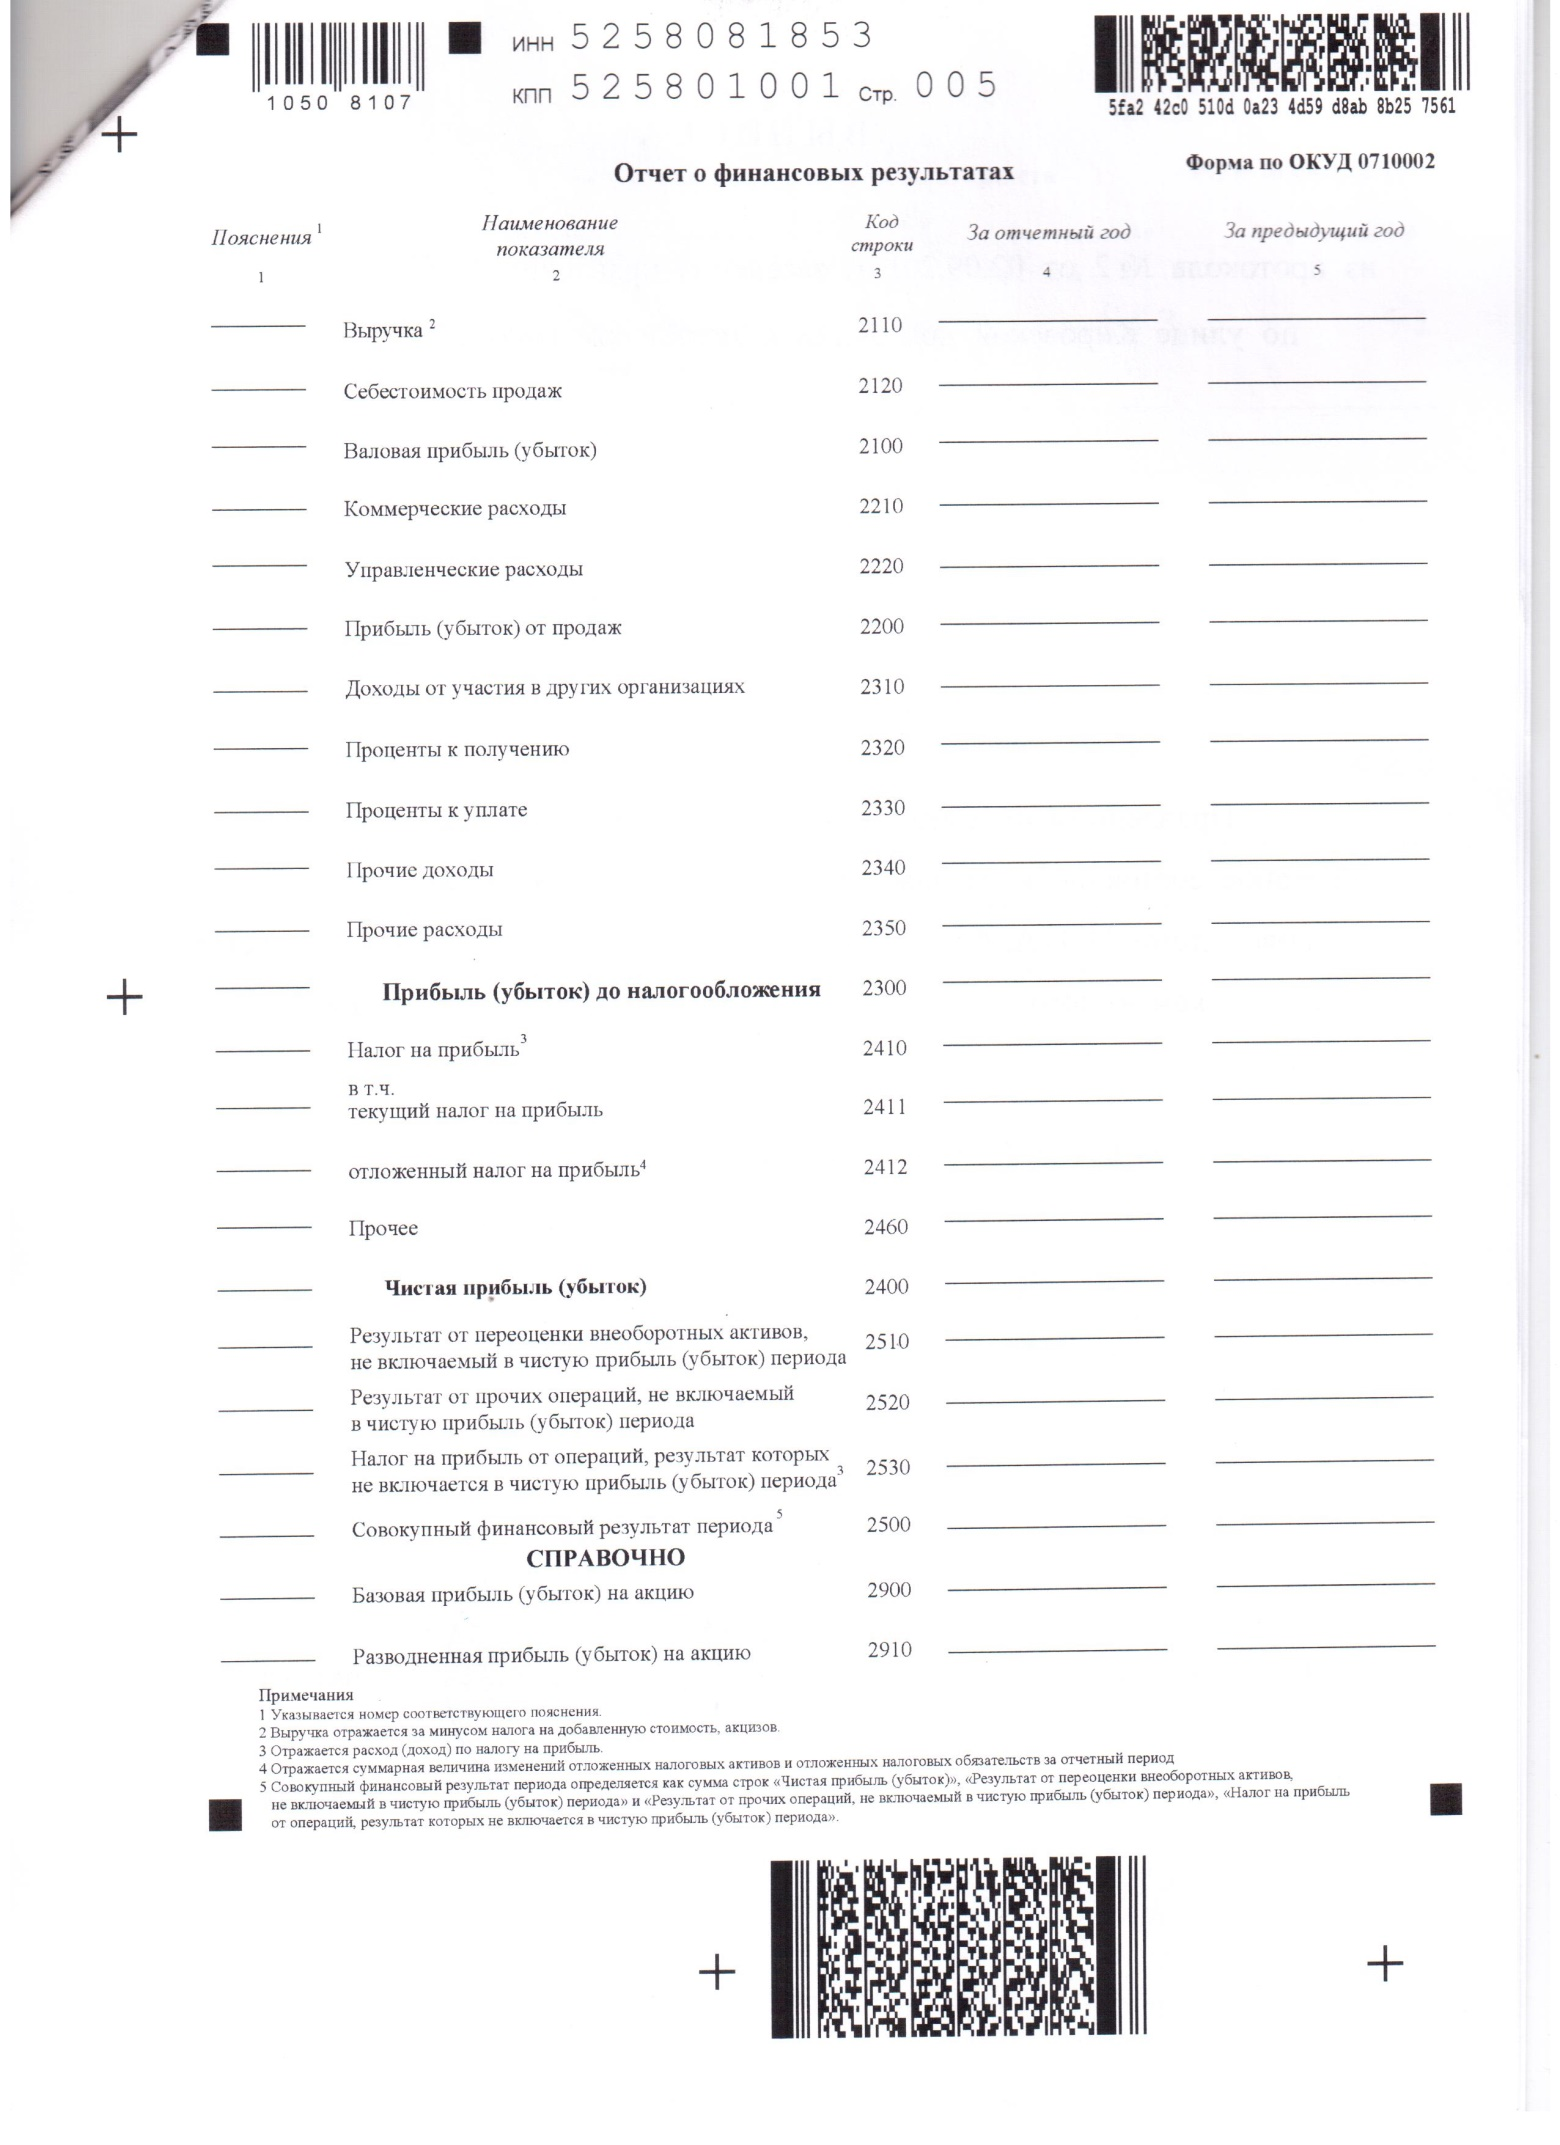 ИНН 5258081853
КПП 525801001 Стр. 005
1050 8107
5fa2 42c0 510d 0a23 4d59 d8ab 8b25 7561
Форма по ОКУД 0710002
Отчет о финансовых результатах
Пояснения 1 Наименование показателя Код строки За отчетный год За предыдущий год
1 2 3 4 5
Выручка 2 2110
Себестоимость продаж 2120
Валовая прибыль (убыток) 2100
Коммерческие расходы 2210
Управленческие расходы 2220
Прибыль (убыток) от продаж 2200
Доходы от участия в других организациях 2310
Проценты к получению 2320
Проценты к уплате 2330
Прочие доходы 2340
Прочие расходы 2350
Прибыль (убыток) до налогообложения 2300
Налог на прибыль3 2410
в т.ч.
текущий налог на прибыль 2411
отложенный налог на прибыль4 2412
Прочее 2460
Чистая прибыль (убыток) 2400
Результат от переоценки внеоборотных активов,
не включаемый в чистую прибыль (убыток) периода 2510
Результат от прочих операций, не включаемый
в чистую прибыль (убыток) периода 2520
Налог на прибыль от операций, результат которых
не включается в чистую прибыль (убыток) периода3 2530
Совокупный финансовый результат периода5 2500
СПРАВОЧНО
Базовая прибыль (убыток) на акцию 2900
Разводненная прибыль (убыток) на акцию 2910
Примечания
1 Указывается номер соответствующего пояснения.
2 Выручка отражается за минусом налога на добавленную стоимость, акцизов.
3 Отражается расход (доход) по налогу на прибыль.
4 Отражается суммарная величина изменений отложенных налоговых активов и отложенных налоговых обязательств за отчетный период
5 Совокупный финансовый результат периода определяется как сумма строк «Чистая прибыль (убыток)», «Результат от переоценки внеоборотных активов,
не включаемый в чистую прибыль (убыток) периода» и «Результат от прочих операций, не включаемый в чистую прибыль (убыток) периода», «Налог на прибыль
от операций, результат которых не включается в чистую прибыль (убыток) периода».